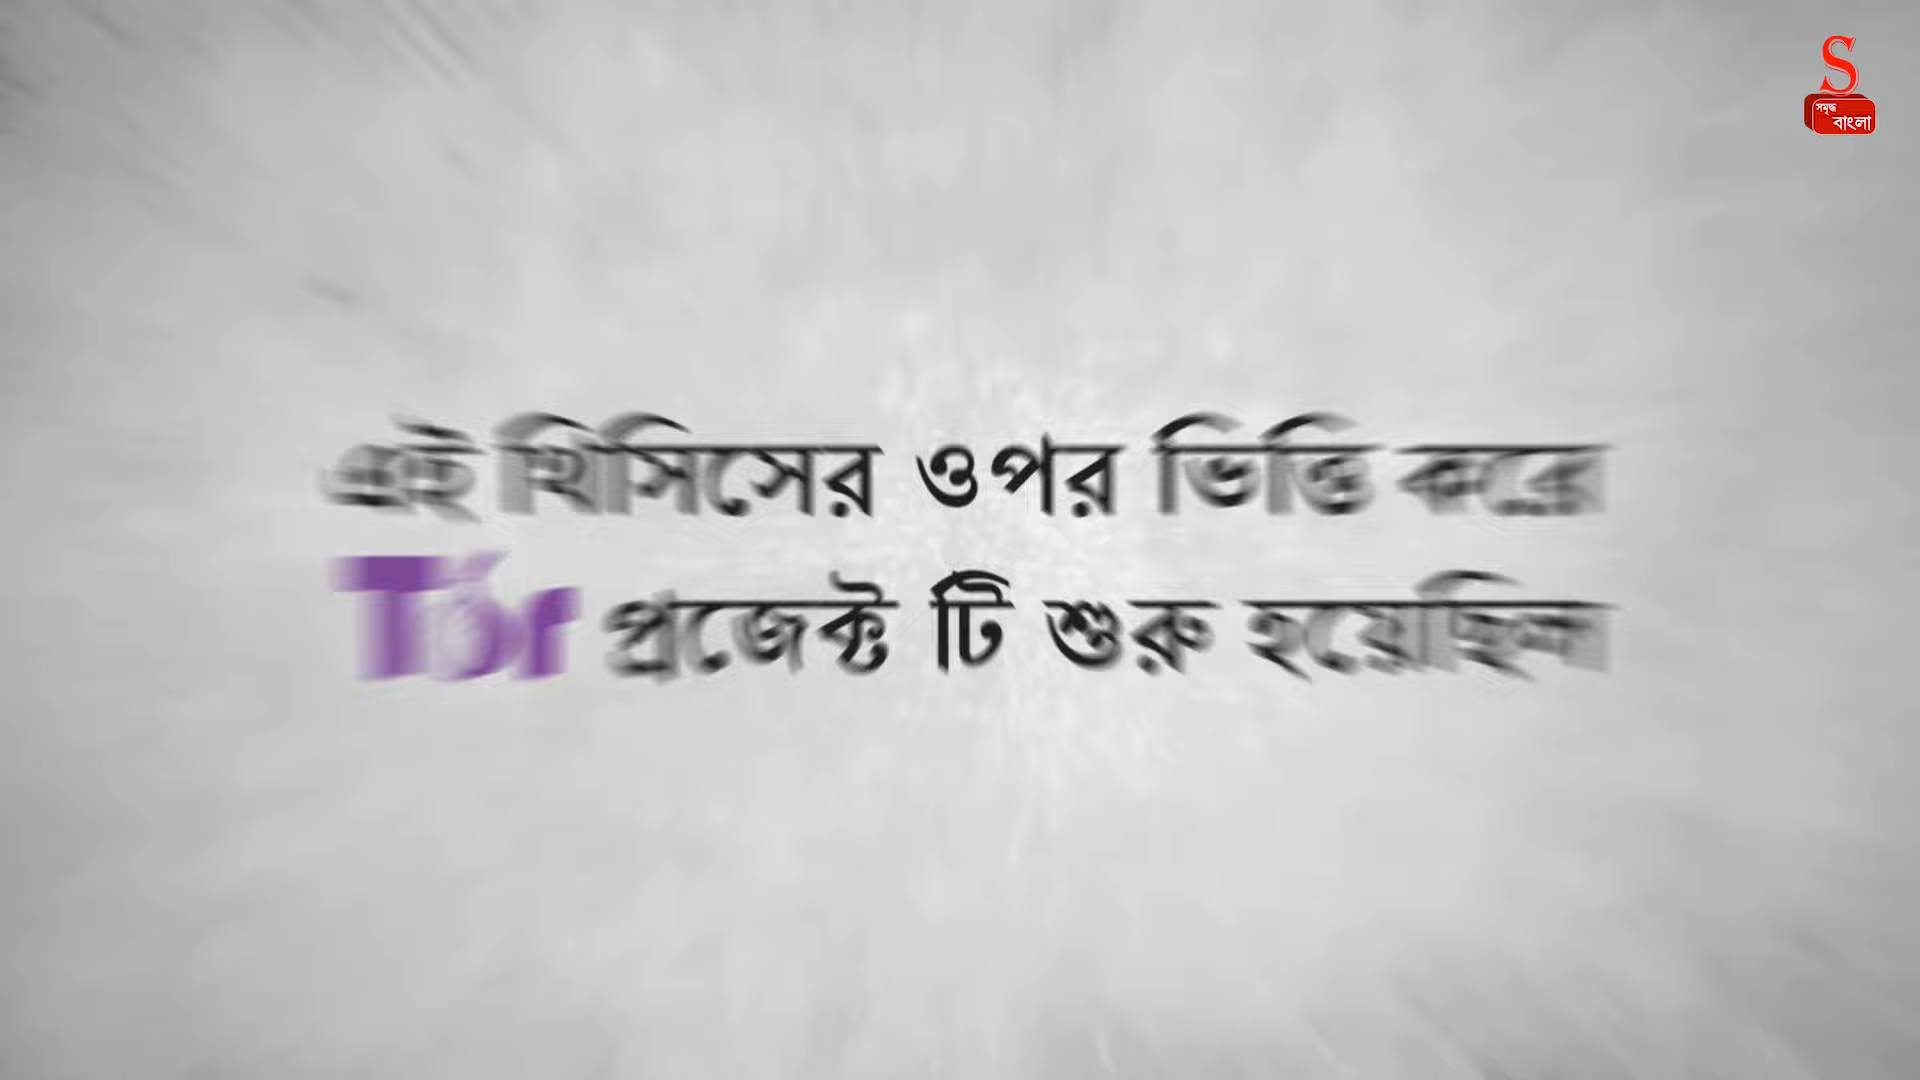 S
সমৃদ্ধ
বাংলা
এই থিসিসের ওপর ভিত্তি করে
Tor প্রজেক্ট টি শুরু হয়েছিল